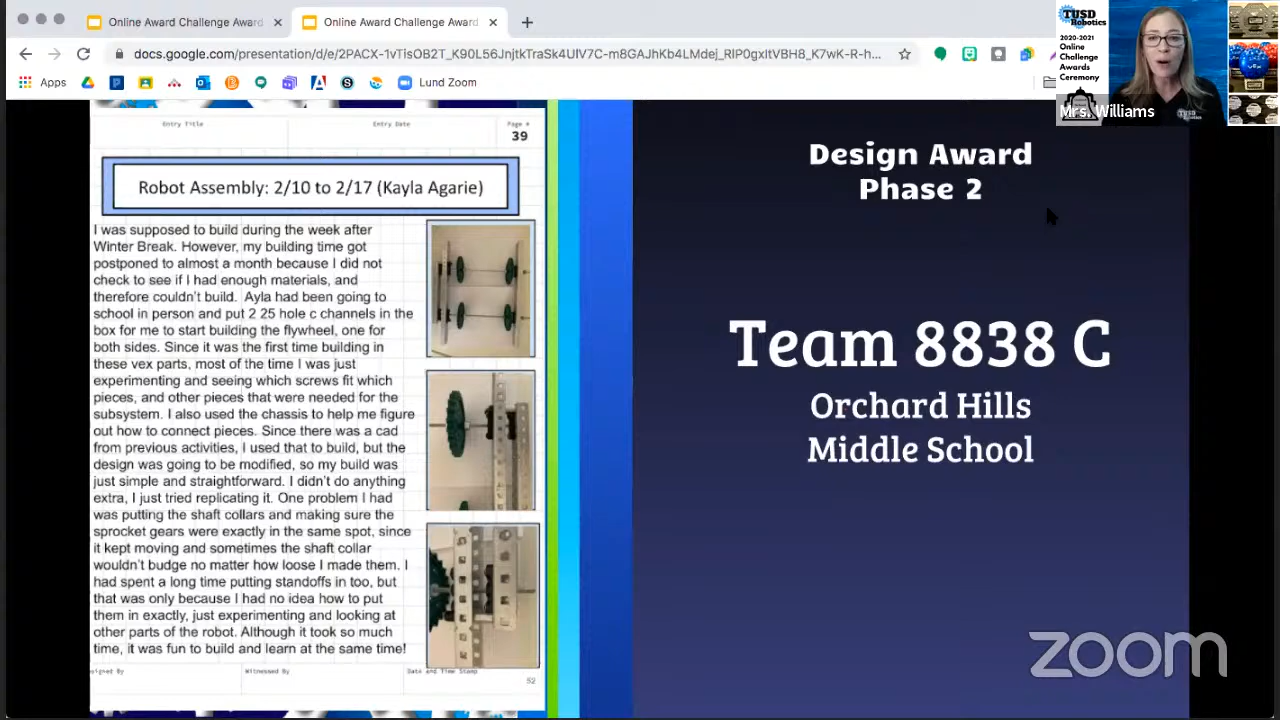 Online Award Challenge Award
Online Award Challenge Award
Apps
Lund Zoom
TUSD
Robotics
2020-2021
Online
Challenge
Awards
Ceremony
Mrs. Williams
TUSD
Robotics
Entry Title
Entry Date
Page #
39
Robot Assembly: 2/10 to 2/17 (Kayla Agarie)
I was supposed to build during the week after
Winter Break. However, my building time got
postponed to almost a month because I did not
check to see if I had enough materials, and
therefore couldn't build. Ayla had been going to
school in person and put 2 25 hole c channels in the
box for me to start building the flywheel, one for
both sides. Since it was the first time building in
these vex parts, most of the time I was just
experimenting and seeing which screws fit which
pieces, and other pieces that were needed for the
subsystem. I also used the chassis to help me figure
out how to connect pieces. Since there was a cad
from previous activities, I used that to build, but the
design was going to be modified, so my build was
just simple and straightforward. I didn't do anything
extra, I just tried replicating it. One problem I had
was putting the shaft collars and making sure the
sprocket gears were exactly in the same spot, since
it kept moving and sometimes the shaft collar
wouldn't budge no matter how loose I made them. I
had spent a long time putting standoffs in too, but
that was only because I had no idea how to put
them in exactly, just experimenting and looking at
other parts of the robot. Although it took so much
time, it was fun to build and learn at the same time!
signed By
Witnessed By
Date and Time Stamp
52
Design Award
Phase 2
Team 8838 C
Orchard Hills
Middle School
zoom